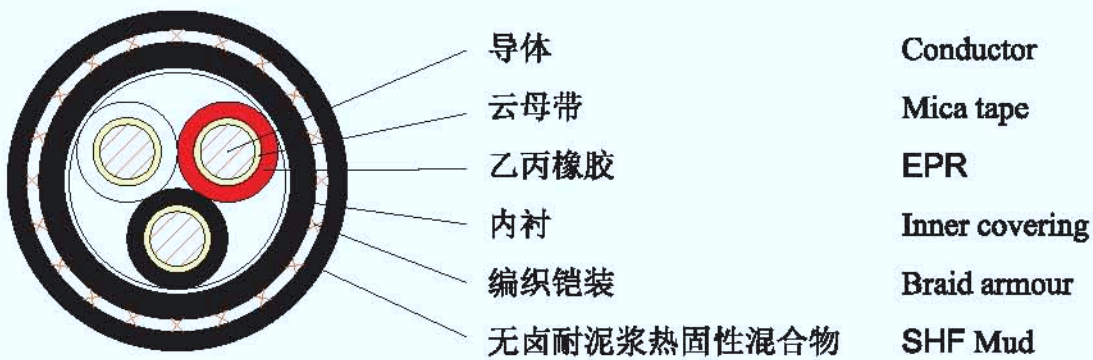 导体 Conductor
云母带 Mica tape
乙丙橡胶 EPR
内衬 Inner covering
编织铠装 Braid armour
无卤耐泥浆热固性混合物 SHF Mud